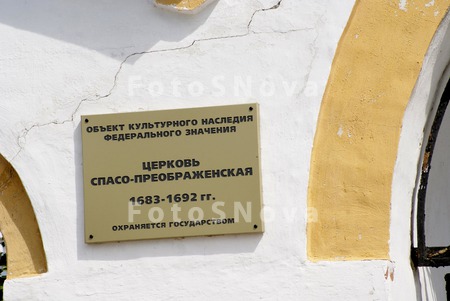 FotoSNova
ОБЪЕКТ КУЛЬТУРНОГО НАСЛЕДИЯ
ФЕДЕРАЛЬНОГО ЗНАЧЕНИЯ
ЦЕРКОВЬ
СПАСО-ПРЕОБРАЖЕНСКАЯ
1683-1692 гг.
FotoSNova
ОХРАНЯЕТСЯ ГОСУДАРСТВОМ